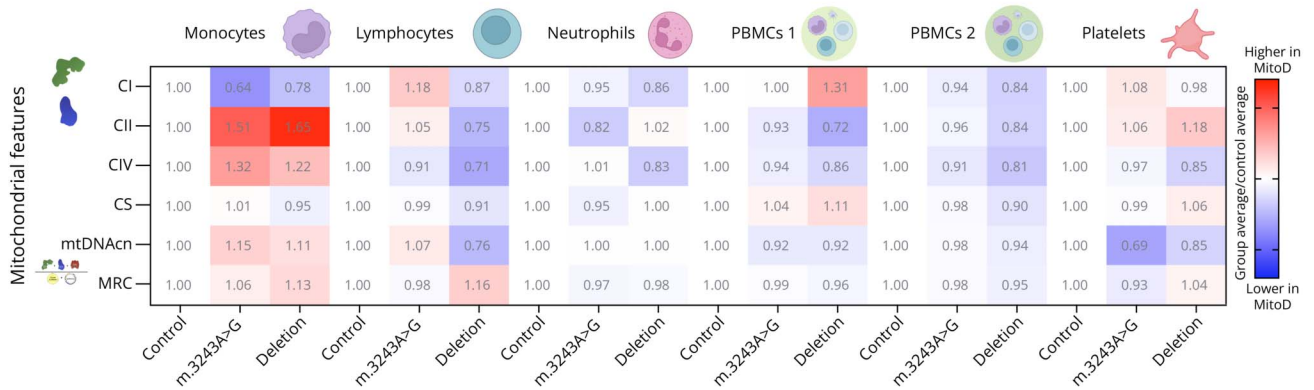 Monocytes Lymphocytes Neutrophils PBMCs 1 PBMCs 2 Platelets
Mitochondrial features
CI 1.00 0.64 0.78 1.00 1.18 0.87 1.00 0.95 0.86 1.00 1.00 1.31 1.00 0.94 0.84 1.00 1.08 0.98
CII 1.00 1.51 1.65 1.00 1.05 0.75 1.00 0.82 1.02 1.00 0.93 0.72 1.00 0.96 0.84 1.00 1.06 1.18
CIV 1.00 1.32 1.22 1.00 0.91 0.71 1.00 1.01 0.83 1.00 0.94 0.86 1.00 0.91 0.81 1.00 0.97 0.85
CS 1.00 1.01 0.95 1.00 0.99 0.91 1.00 0.95 1.00 1.00 1.04 1.11 1.00 0.98 0.90 1.00 0.99 1.06
mtDNAcn 1.00 1.15 1.11 1.00 1.07 0.76 1.00 1.00 1.00 1.00 0.92 0.92 1.00 0.98 0.94 1.00 0.69 0.85
MRC 1.00 1.06 1.13 1.00 0.98 1.16 1.00 0.97 0.98 1.00 0.99 0.96 1.00 0.98 0.95 1.00 0.93 1.04
Control m.3243A>G Deletion Control m.3243A>G Deletion Control m.3243A>G Deletion Control m.3243A>G Deletion Control m.3243A>G Deletion Control m.3243A>G Deletion
Higher in
MitoD
Group average/control average
Lower in
MitoD